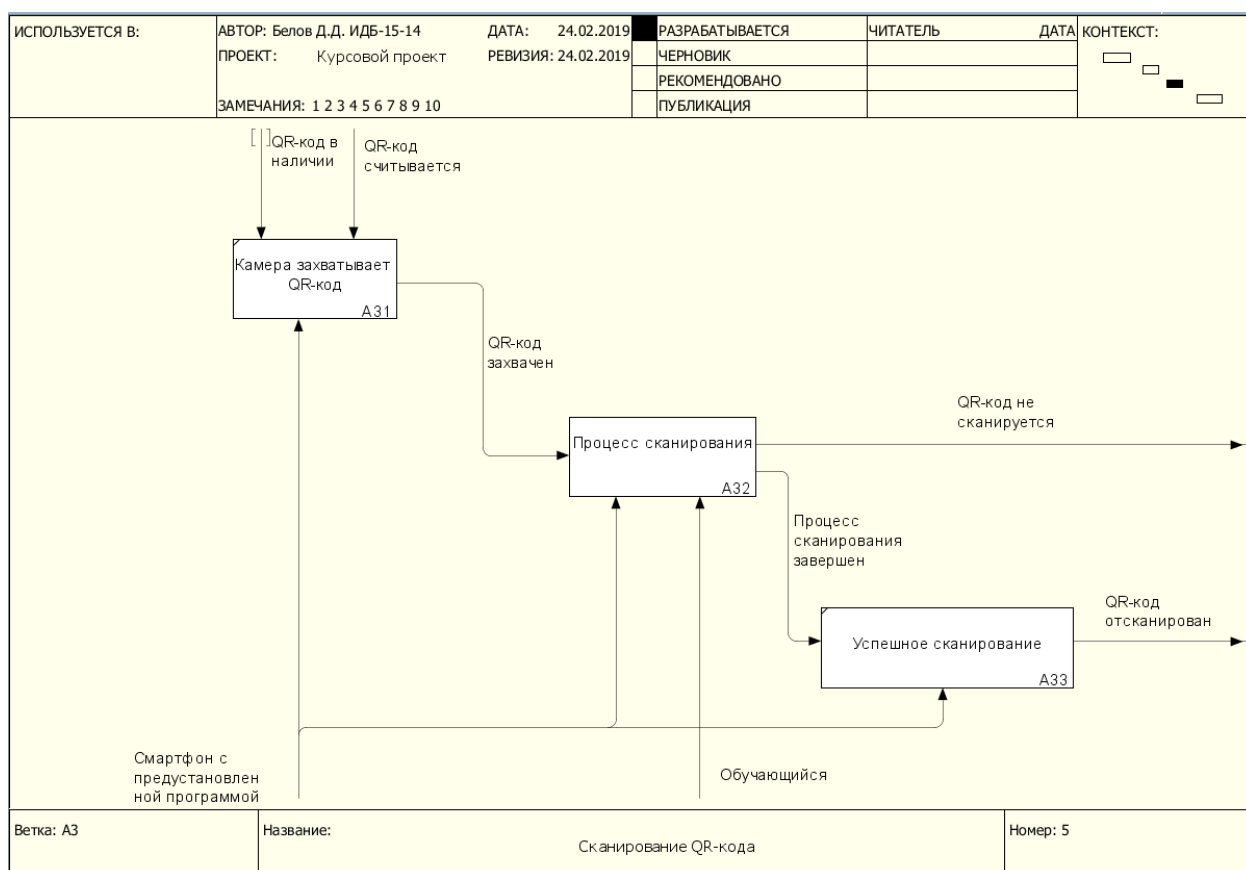 ИСПОЛЬЗУЕТСЯ В:
АВТОР: Белов Д.Д. ИДБ-15-14
ДАТА: 24.02.2019
ПРОЕКТ: Курсовой проект
РЕВИЗИЯ: 24.02.2019
ЗАМЕЧАНИЯ: 1 2 3 4 5 6 7 8 9 10
РАЗРАБАТЫВАЕТСЯ
ЧЕРНОВИК
РЕКОМЕНДОВАНО
ПУБЛИКАЦИЯ
ЧИТАТЕЛЬ
ДАТА
КОНТЕКСТ:
QR-код в
наличии
QR-код
считывается
Камера захватывает
QR-код
A31
QR-код
захвачен
QR-код не
сканируется
Процесс сканирования
A32
Процесс
сканирования
завершен
QR-код
отсканирован
Успешное сканирование
A33
Смартфон с
предустановлен
ной программой
Обучающийся
Ветка: A3
Название:
Сканирование QR-кода
Номер: 5